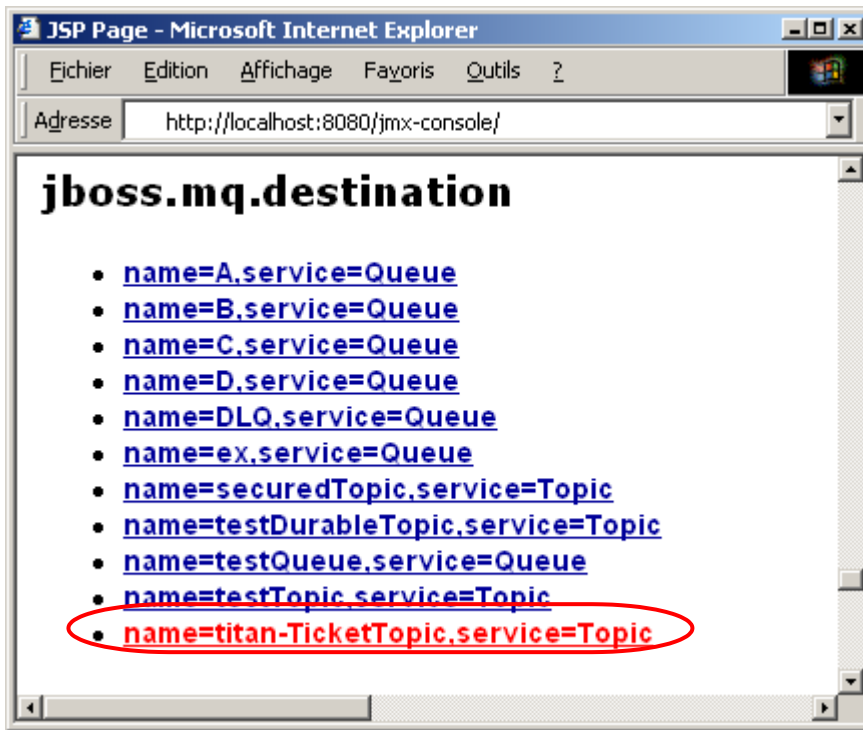 JSP Page - Microsoft Internet Explorer
Fichier Edition Affichage Favoris Outils ?
Adresse http://localhost:8080/jmx-console/
jboss.mq.destination
• name=A,service=Queue
• name=B,service=Queue
• name=C,service=Queue
• name=D,service=Queue
• name=DLQ,service=Queue
• name=ex,service=Queue
• name=securedTopic,service=Topic
• name=testDurableTopic,service=Topic
• name=testQueue,service=Queue
• name=testTopic,service=Topic
• name=titan-TicketTopic,service=Topic